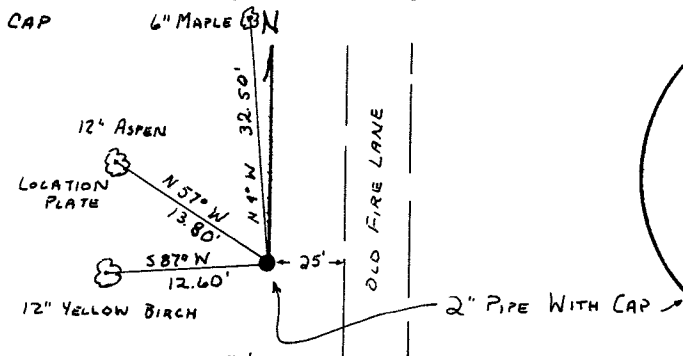 CAP
6" MAPLE
N
N 4° W
32.50'
12" ASPEN
LOCATION
PLATE
N 57° W
13.80'
S 87° W
12.60'
12" YELLOW BIRCH
25'
OLD FIRE LANE
2" PIPE WITH CAP